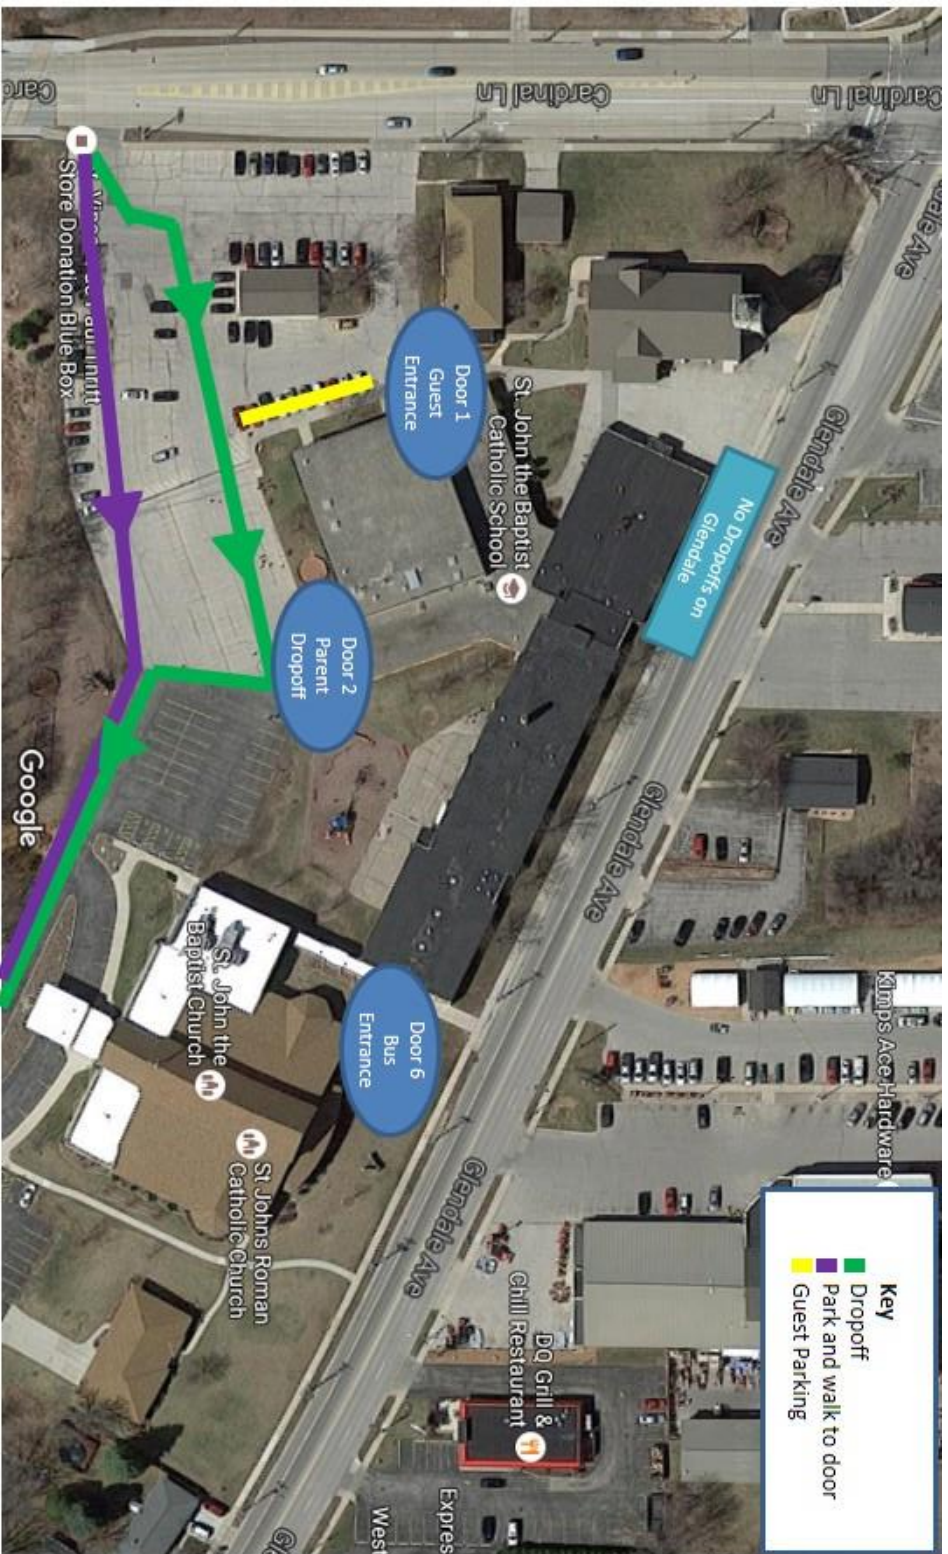 Cardinal Ln
Cardinal Ln
Glendale Ave
Glendale Ave
Glendale Ave
Store Donation Blue Box
Door 1
Guest
Entrance
St. John the Baptist
Catholic School
No Dropoffs on
Glendale
Door 2
Parent
Dropoff
Google
St. John the
Baptist Church
Door 6
Bus
Entrance
St Johns Roman
Catholic Church
Kimps Ace Hardware
DQ Grill &
Chill Restaurant
Key
Dropoff
Park and walk to door
Guest Parking